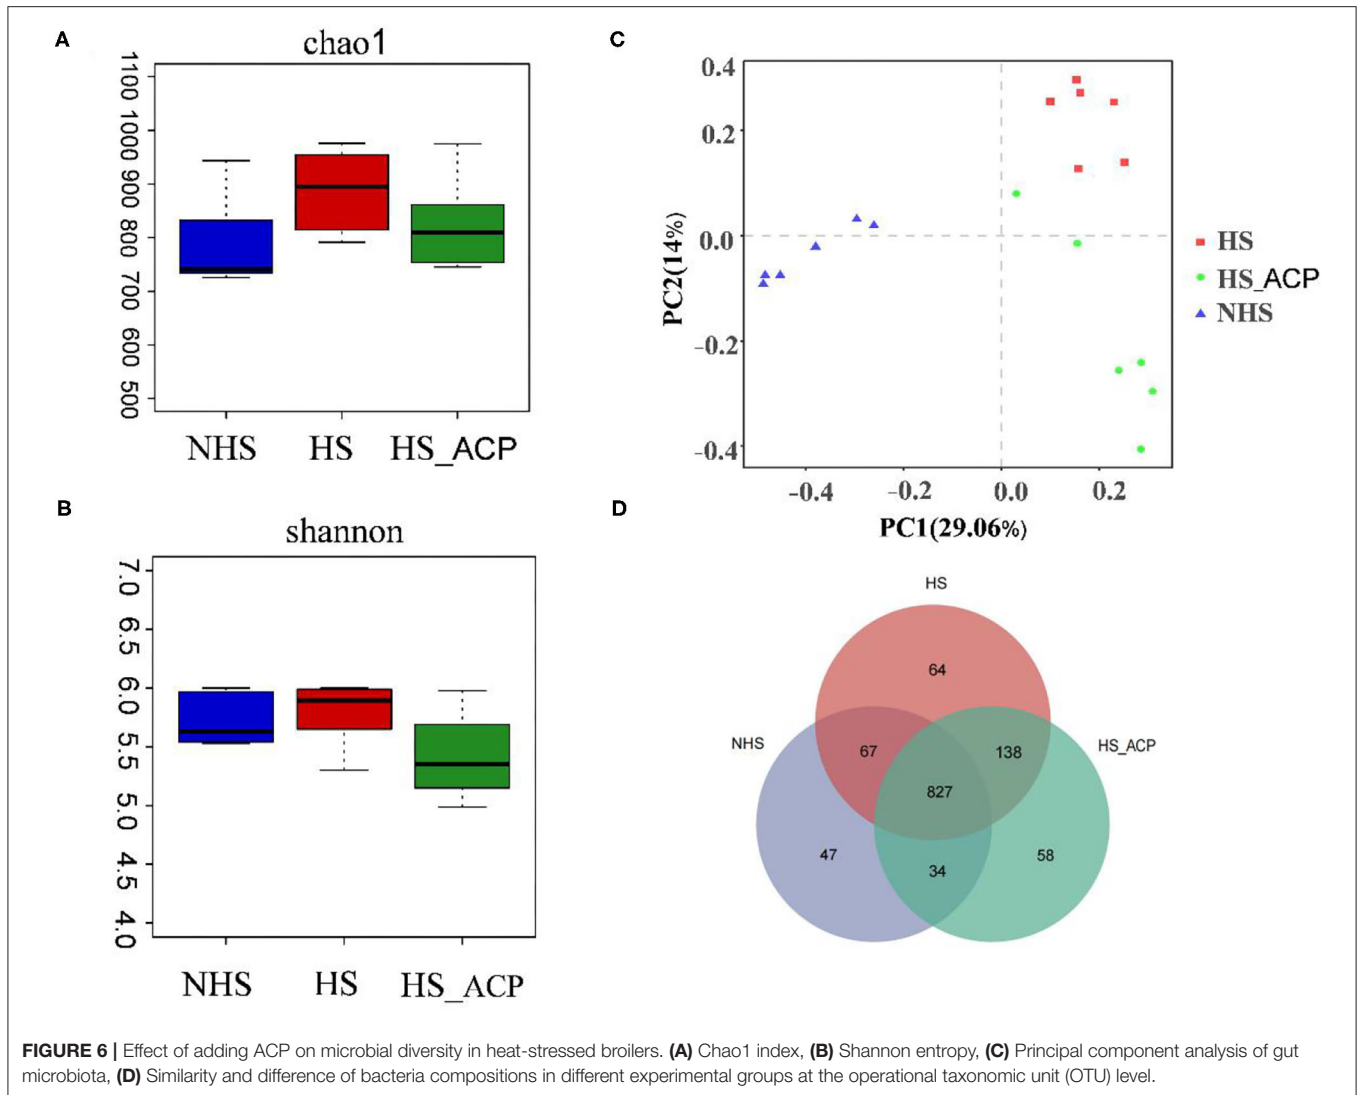 A
chao1
1100
1000
900
800
700
600
500
NHS
HS
HS_ACP
B
shannon
7.0
6.5
6.0
5.5
5.0
4.5
4.0
NHS
HS
HS_ACP
C
0.4
0.2
0.0
-0.2
-0.4
PC2(14%)
-0.4
-0.2
0.0
0.2
PC1(29.06%)
HS
HS_ACP
NHS
D
HS
64
NHS
67
138
HS_ACP
827
47
34
58
FIGURE 6 | Effect of adding ACP on microbial diversity in heat-stressed broilers. (A) Chao1 index, (B) Shannon entropy, (C) Principal component analysis of gut
microbiota, (D) Similarity and difference of bacteria compositions in different experimental groups at the operational taxonomic unit (OTU) level.